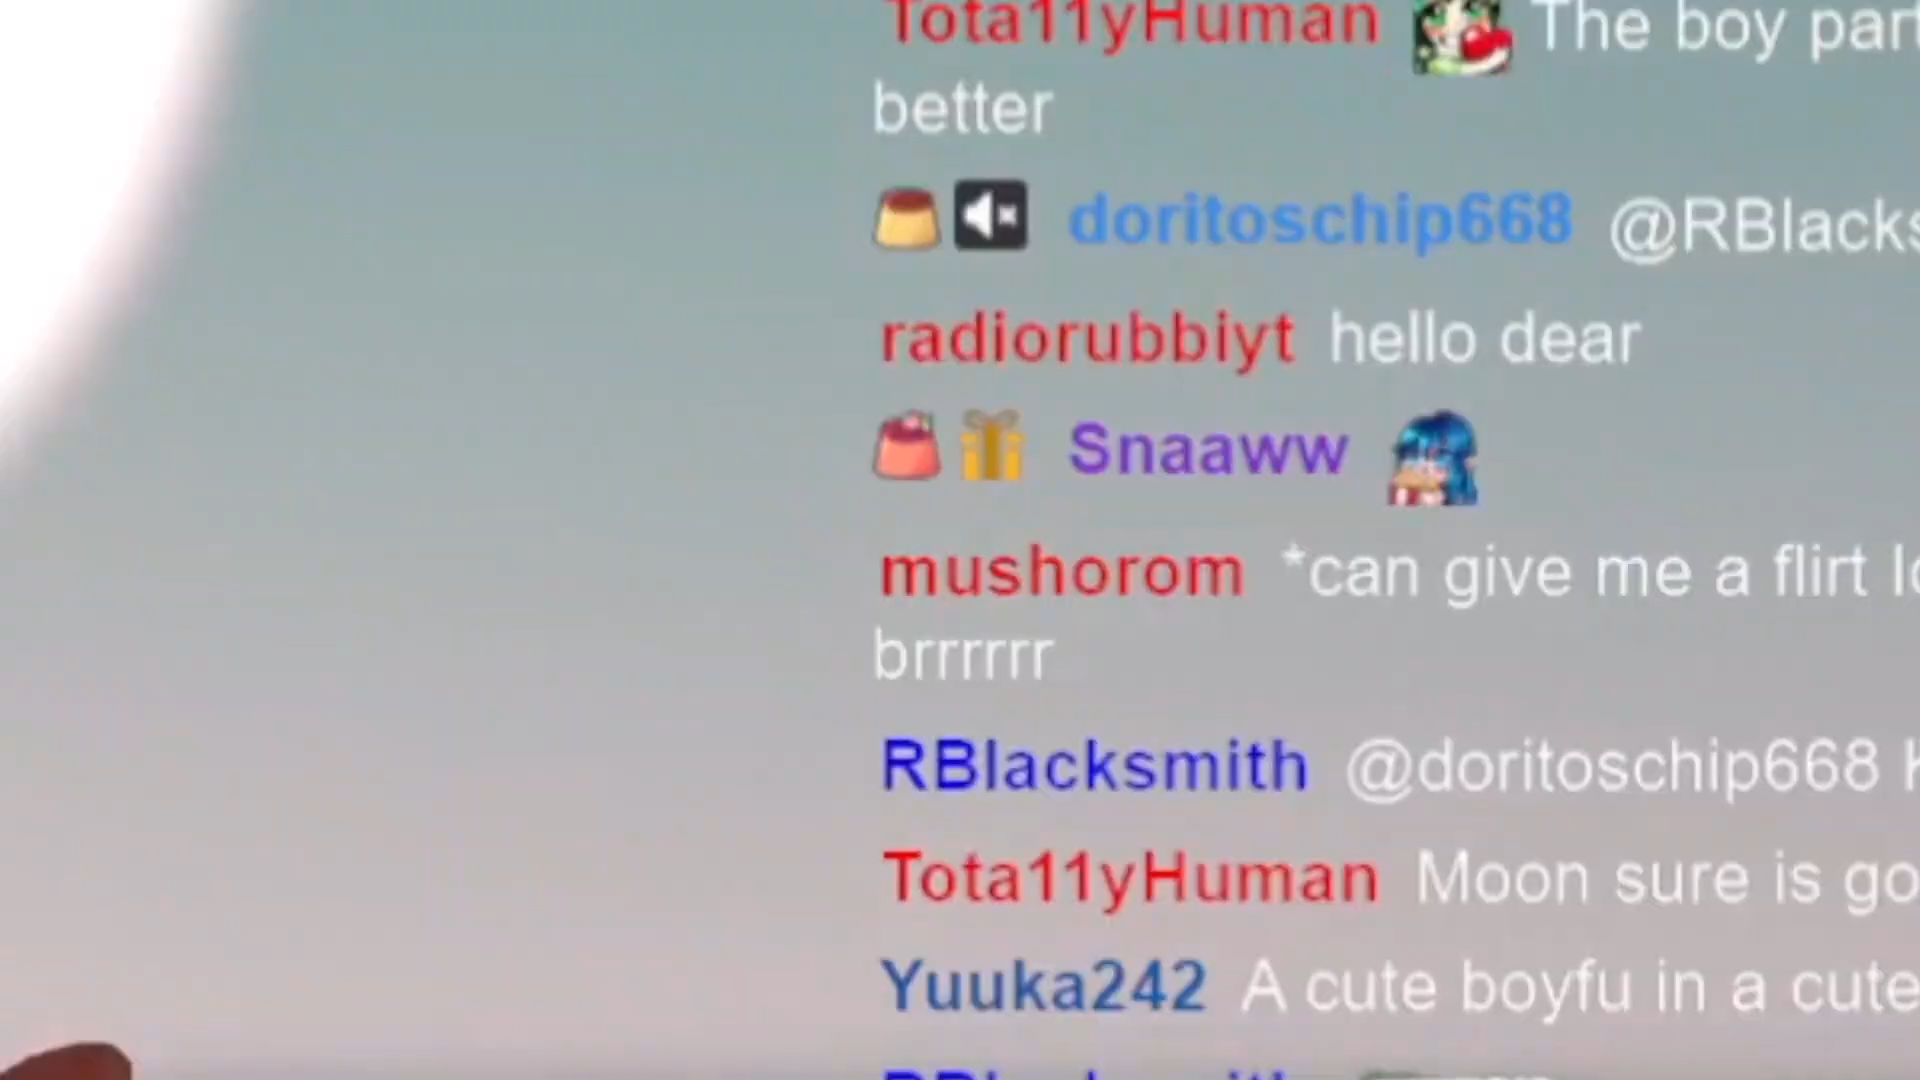 Tota11yHuman The boy part
better
doritoschip668 @RBlacks
radiorubbiyt hello dear
Snaaww
mushorom *can give me a flirt
brrrrrr
RBlacksmith @doritoschip668
Tota11yHuman Moon sure is go
Yuuka242 A cute boyfu in a cute